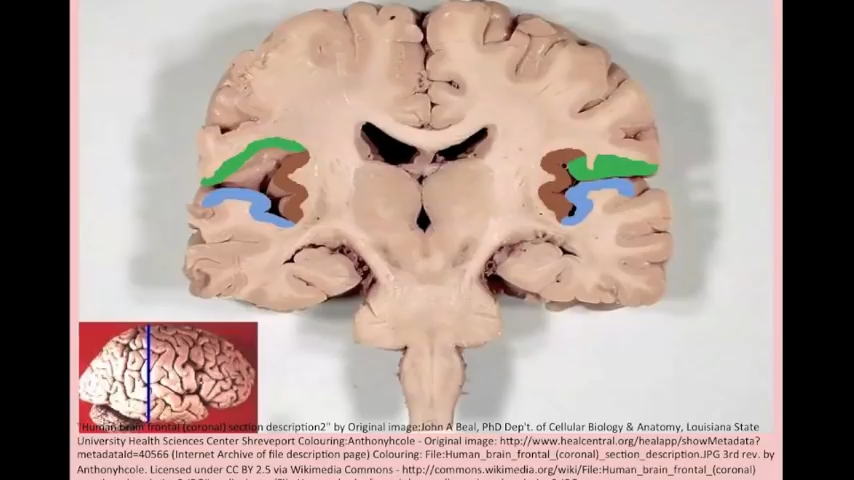 "Human brain frontal (coronal) section description2" by Original image:John A Beal, PhD Dep't. of Cellular Biology & Anatomy, Louisiana State
University Health Sciences Center Shreveport Colouring:Anthonyhcole - Original image: http://www.healcentral.org/healapp/showMetadata?
metadataId=40566 (Internet Archive of file description page) Colouring: File:Human_brain_frontal_(coronal)_section_description.JPG 3rd rev. by
Anthonyhcole. Licensed under CC BY 2.5 via Wikimedia Commons - http://commons.wikimedia.org/wiki/File:Human_brain_frontal_(coronal)